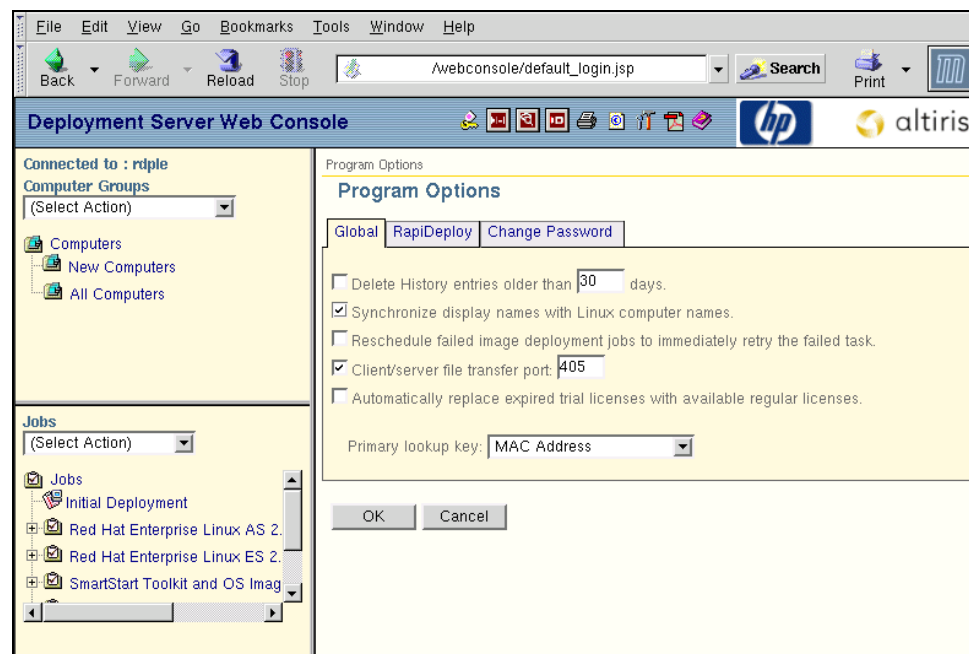 File Edit View Go Bookmarks Tools Window Help
Back Forward Reload Stop /webconsole/default_login.jsp Search Print
Deployment Server Web Console hp altiris
Connected to : rdple
Computer Groups
(Select Action)
Computers
New Computers
All Computers
Jobs
(Select Action)
Jobs
Initial Deployment
Red Hat Enterprise Linux AS 2.
Red Hat Enterprise Linux ES 2.
SmartStart Toolkit and OS Imag
Program Options
Program Options
Global RapiDeploy Change Password
Delete History entries older than 30 days.
Synchronize display names with Linux computer names.
Reschedule failed image deployment jobs to immediately retry the failed task.
Client/server file transfer port: 405
Automatically replace expired trial licenses with available regular licenses.
Primary lookup key: MAC Address
OK Cancel